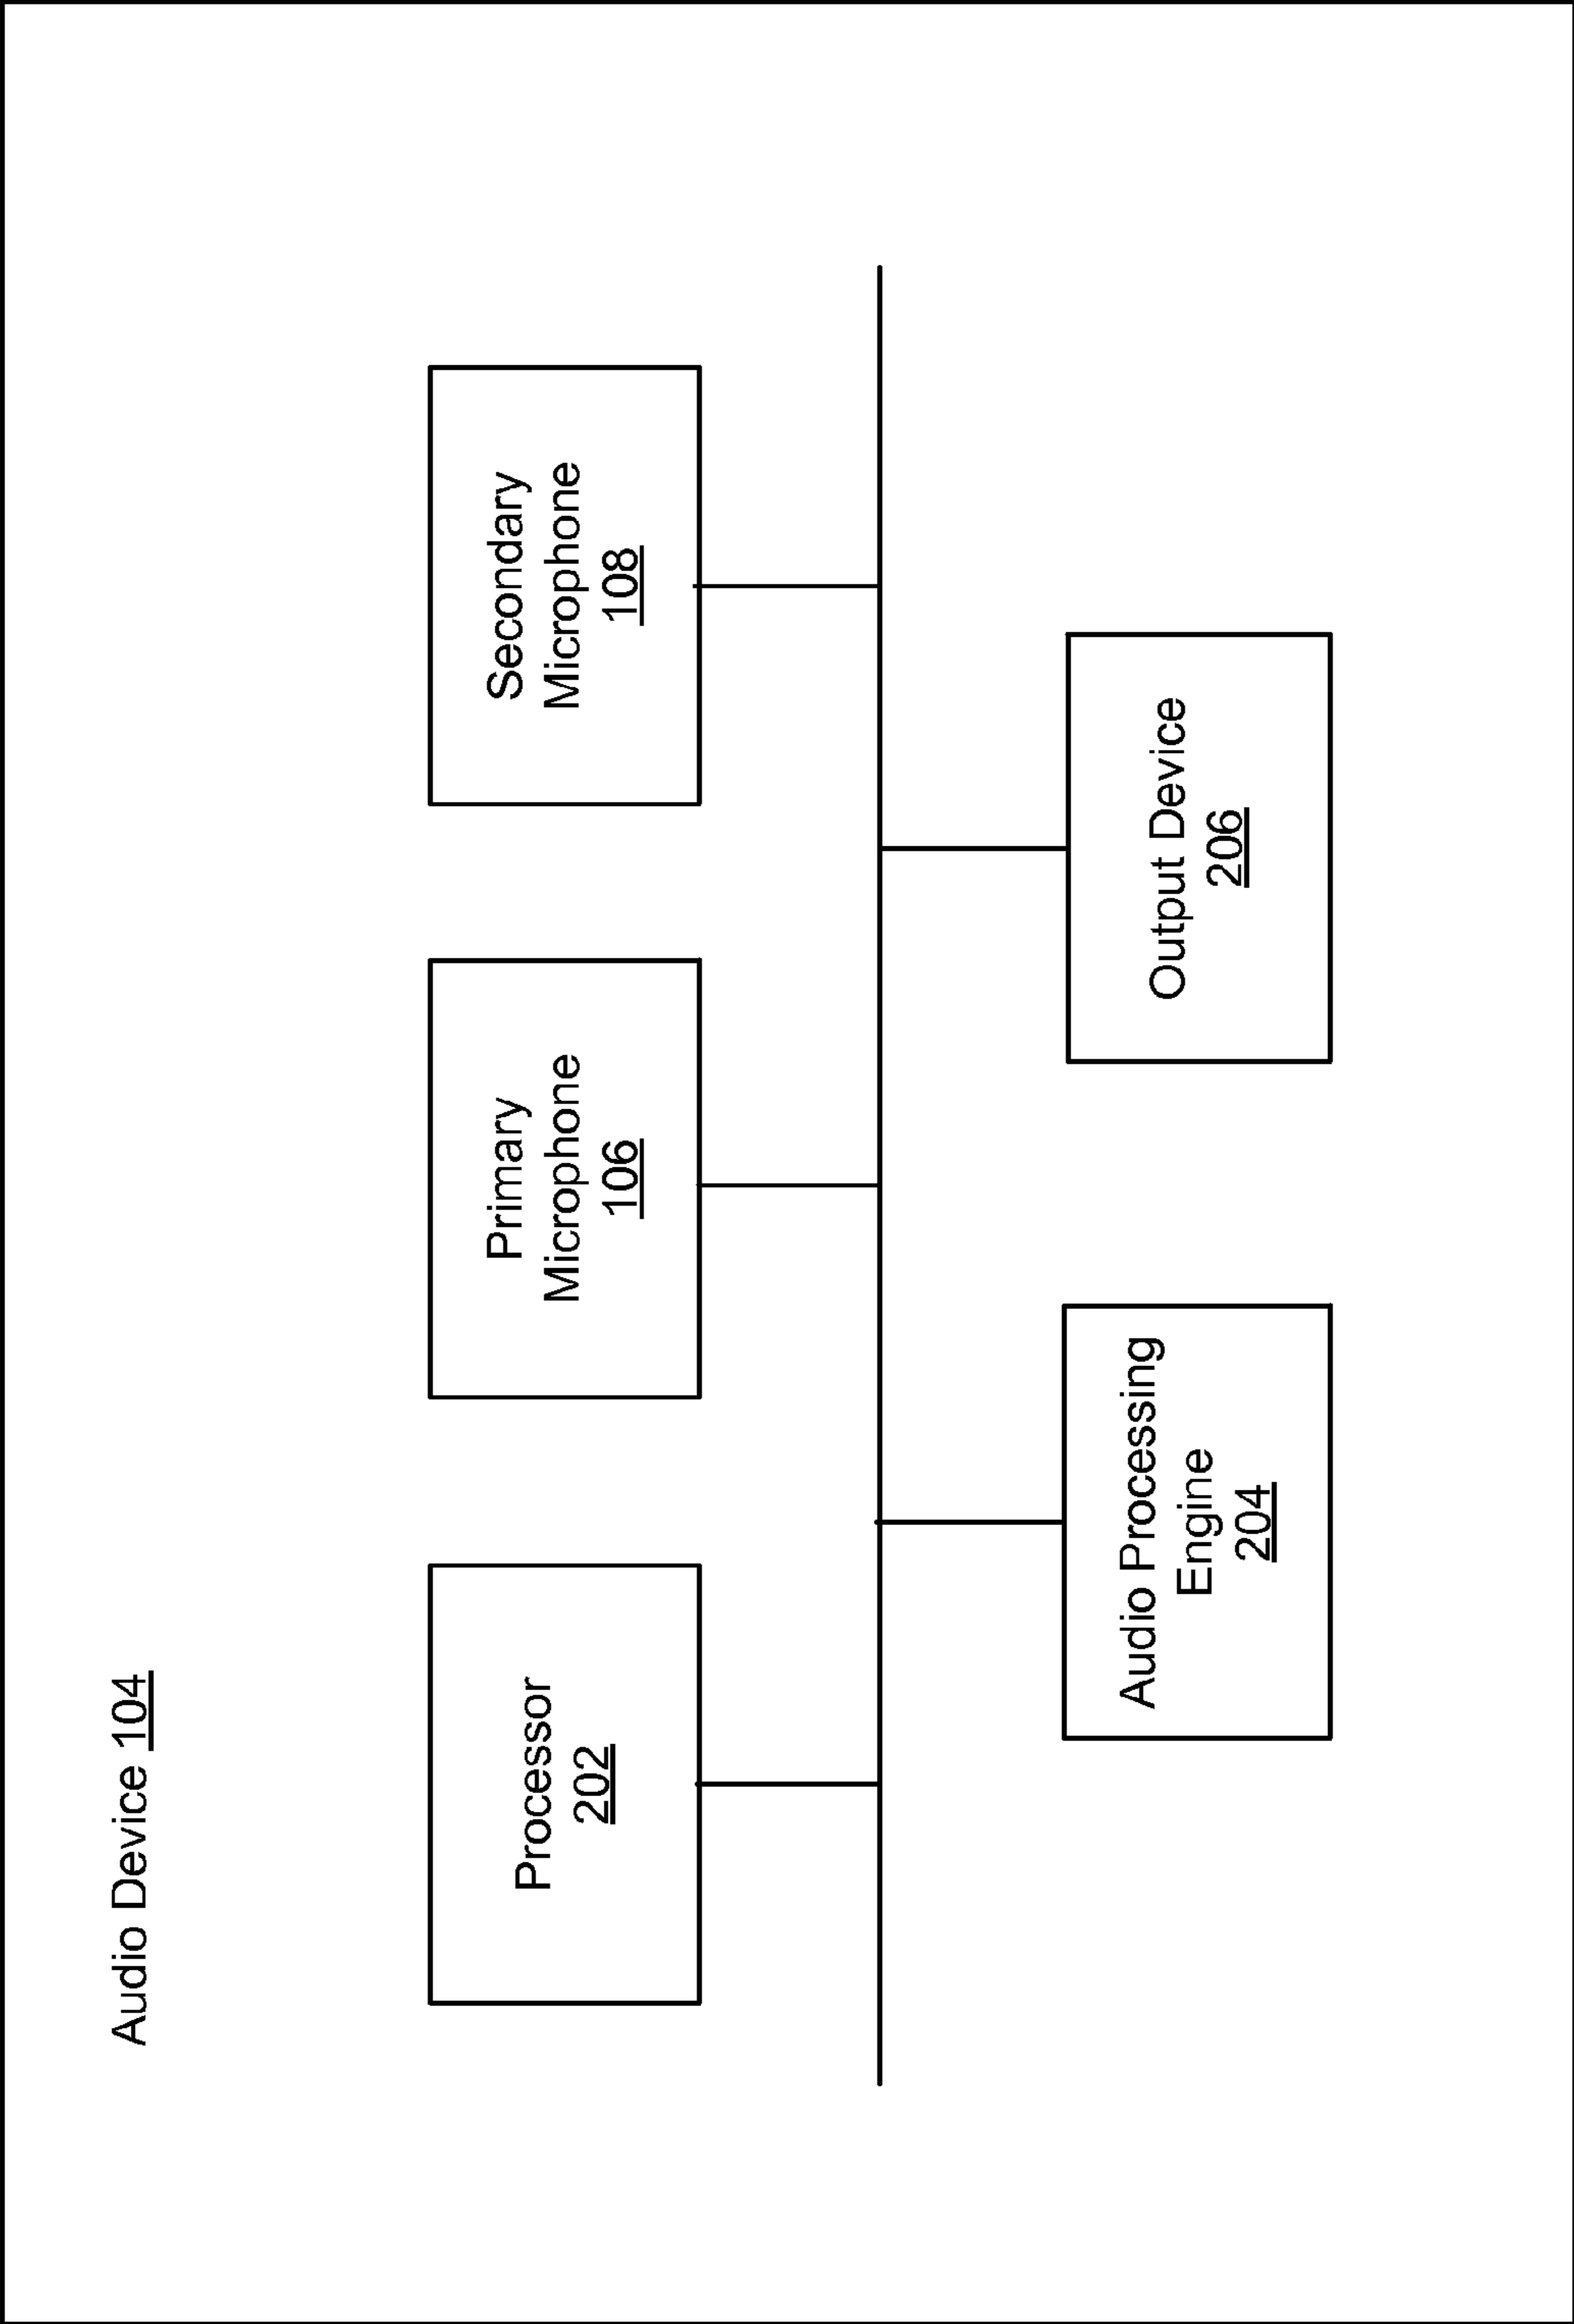 Audio Device 104
Processor
202
Primary
Microphone
106
Secondary
Microphone
108
Audio Processing
Engine
204
Output Device
206